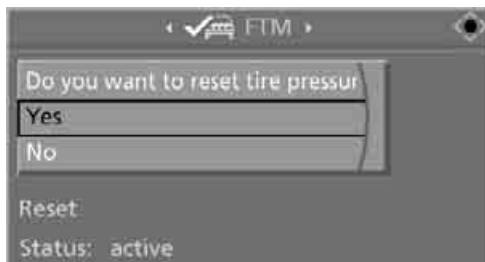 FTM
Do you want to reset tire pressur
Yes
No
Reset
Status: active